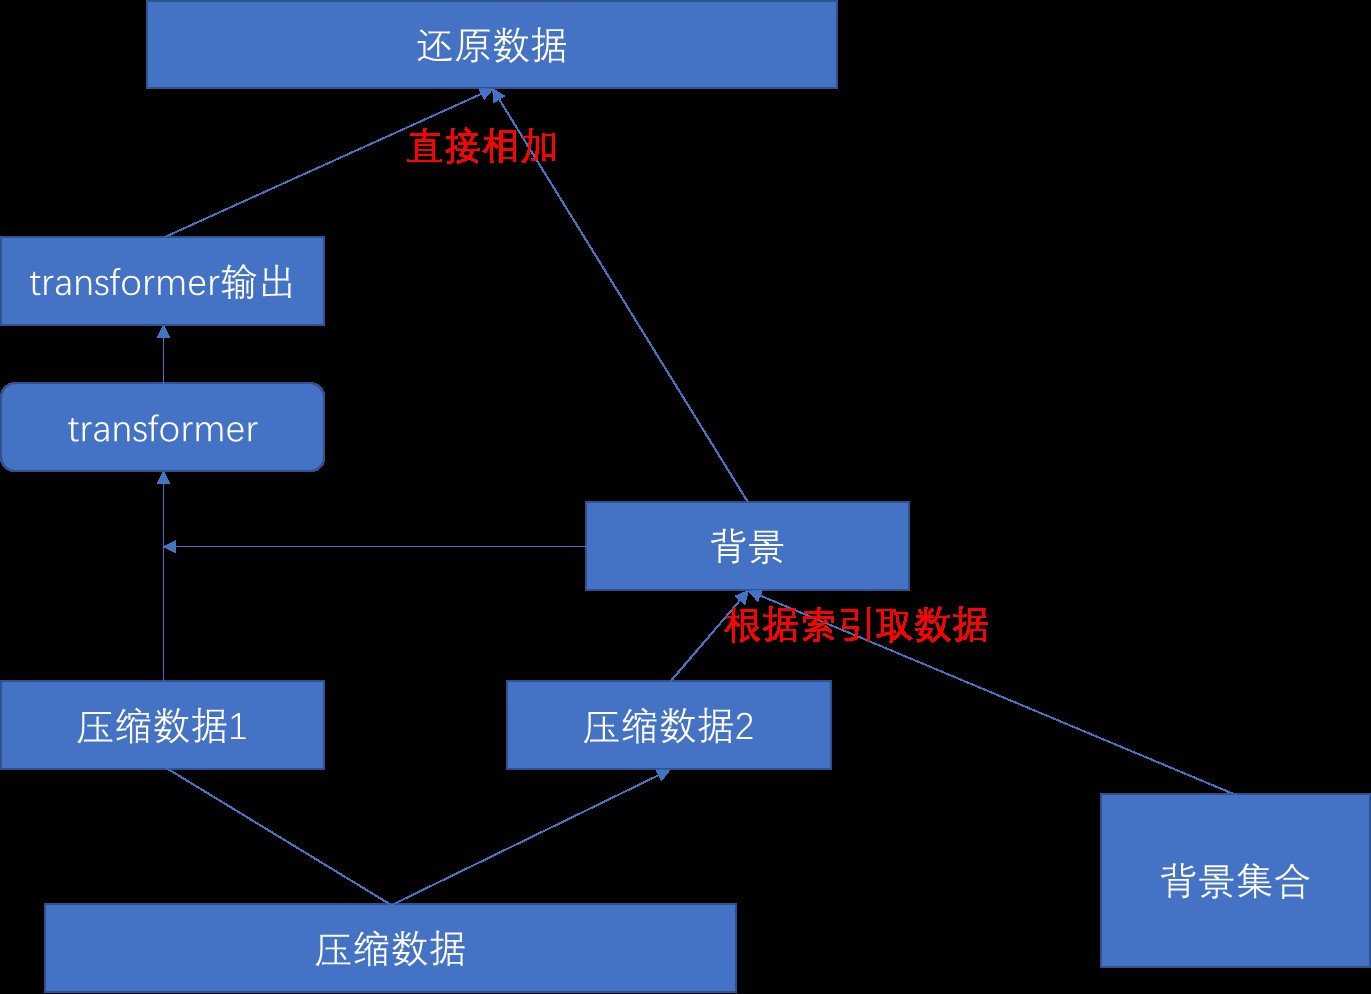 还原数据
直接相加
transformer输出
transformer
背景
根据索引取数据
压缩数据1
压缩数据2
背景集合
压缩数据